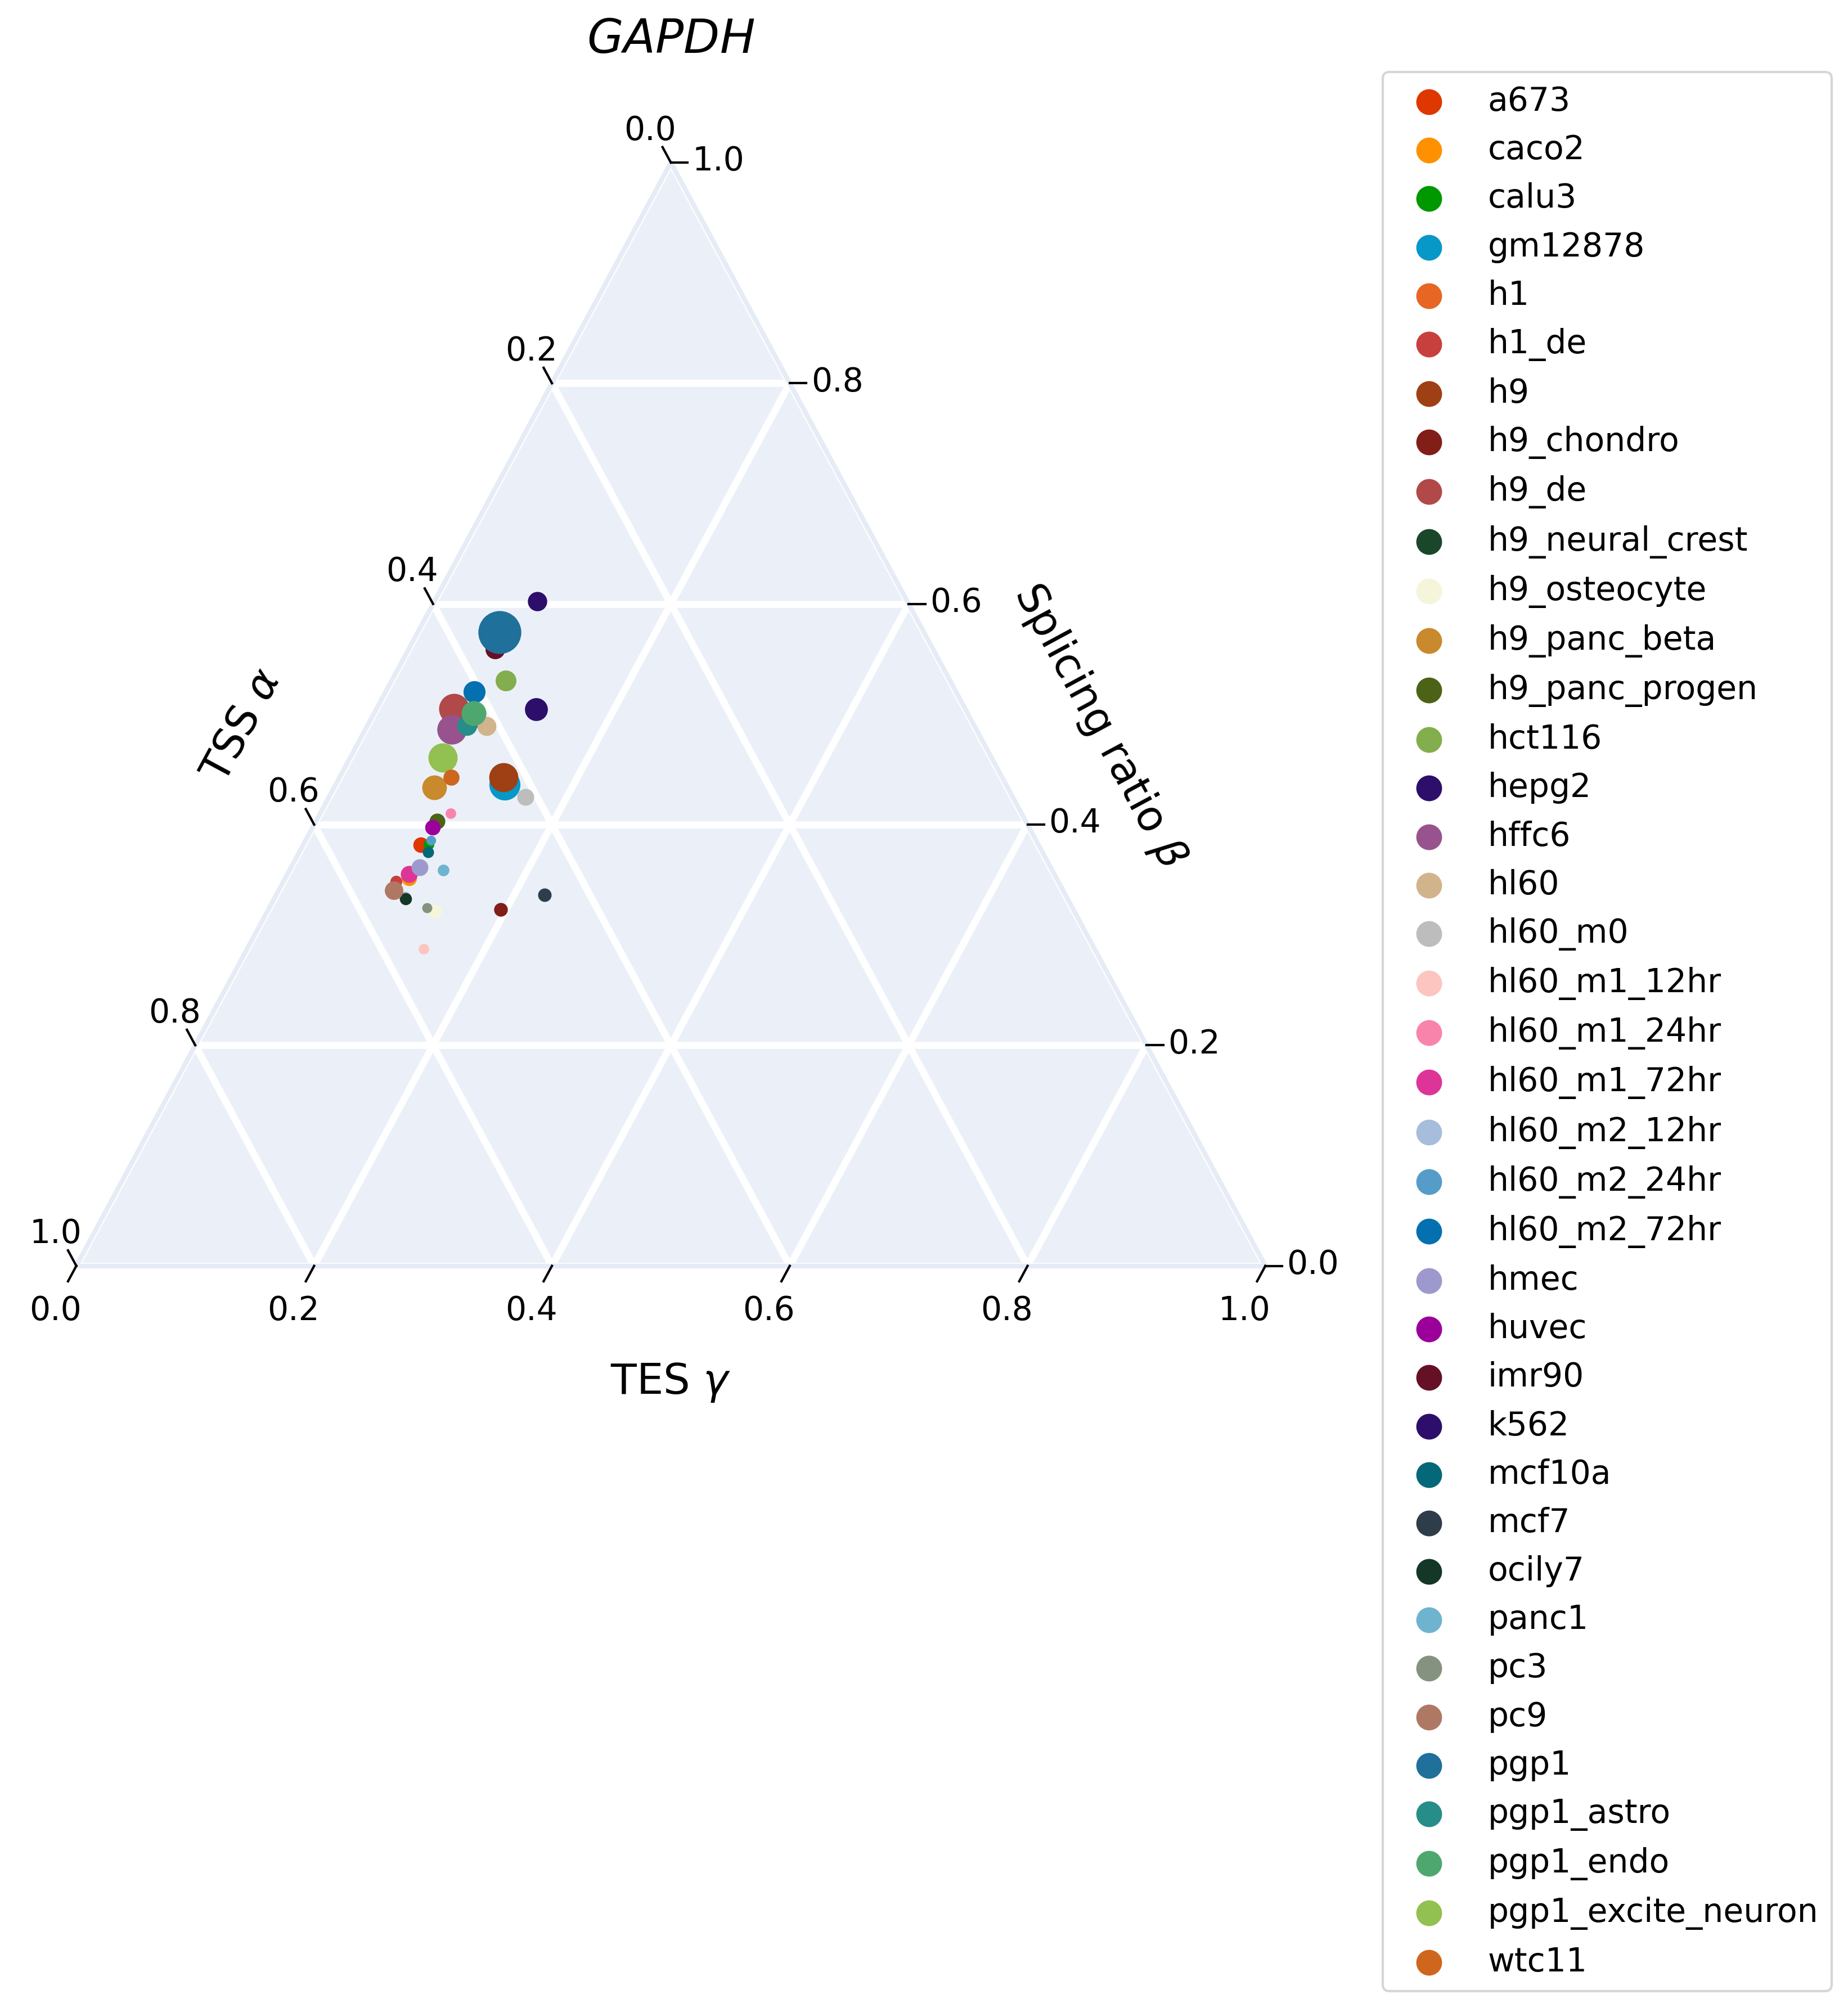 GAPDH
0.0
1.0
0.2
0.8
0.4
0.6
TSS α
Splicing ratio β
0.6
0.4
0.8
0.2
1.0
0.0
0.0
0.2
0.4
0.6
0.8
1.0
TES γ
a673
caco2
calu3
gm12878
h1
h1_de
h9
h9_chondro
h9_de
h9_neural_crest
h9_osteocyte
h9_panc_beta
h9_panc_progen
hct116
hepg2
hffc6
hl60
hl60_m0
hl60_m1_12hr
hl60_m1_24hr
hl60_m1_72hr
hl60_m2_12hr
hl60_m2_24hr
hl60_m2_72hr
hmec
huvec
imr90
k562
mcf10a
mcf7
ocily7
panc1
pc3
pc9
pgp1
pgp1_astro
pgp1_endo
pgp1_excite_neuron
wtc11